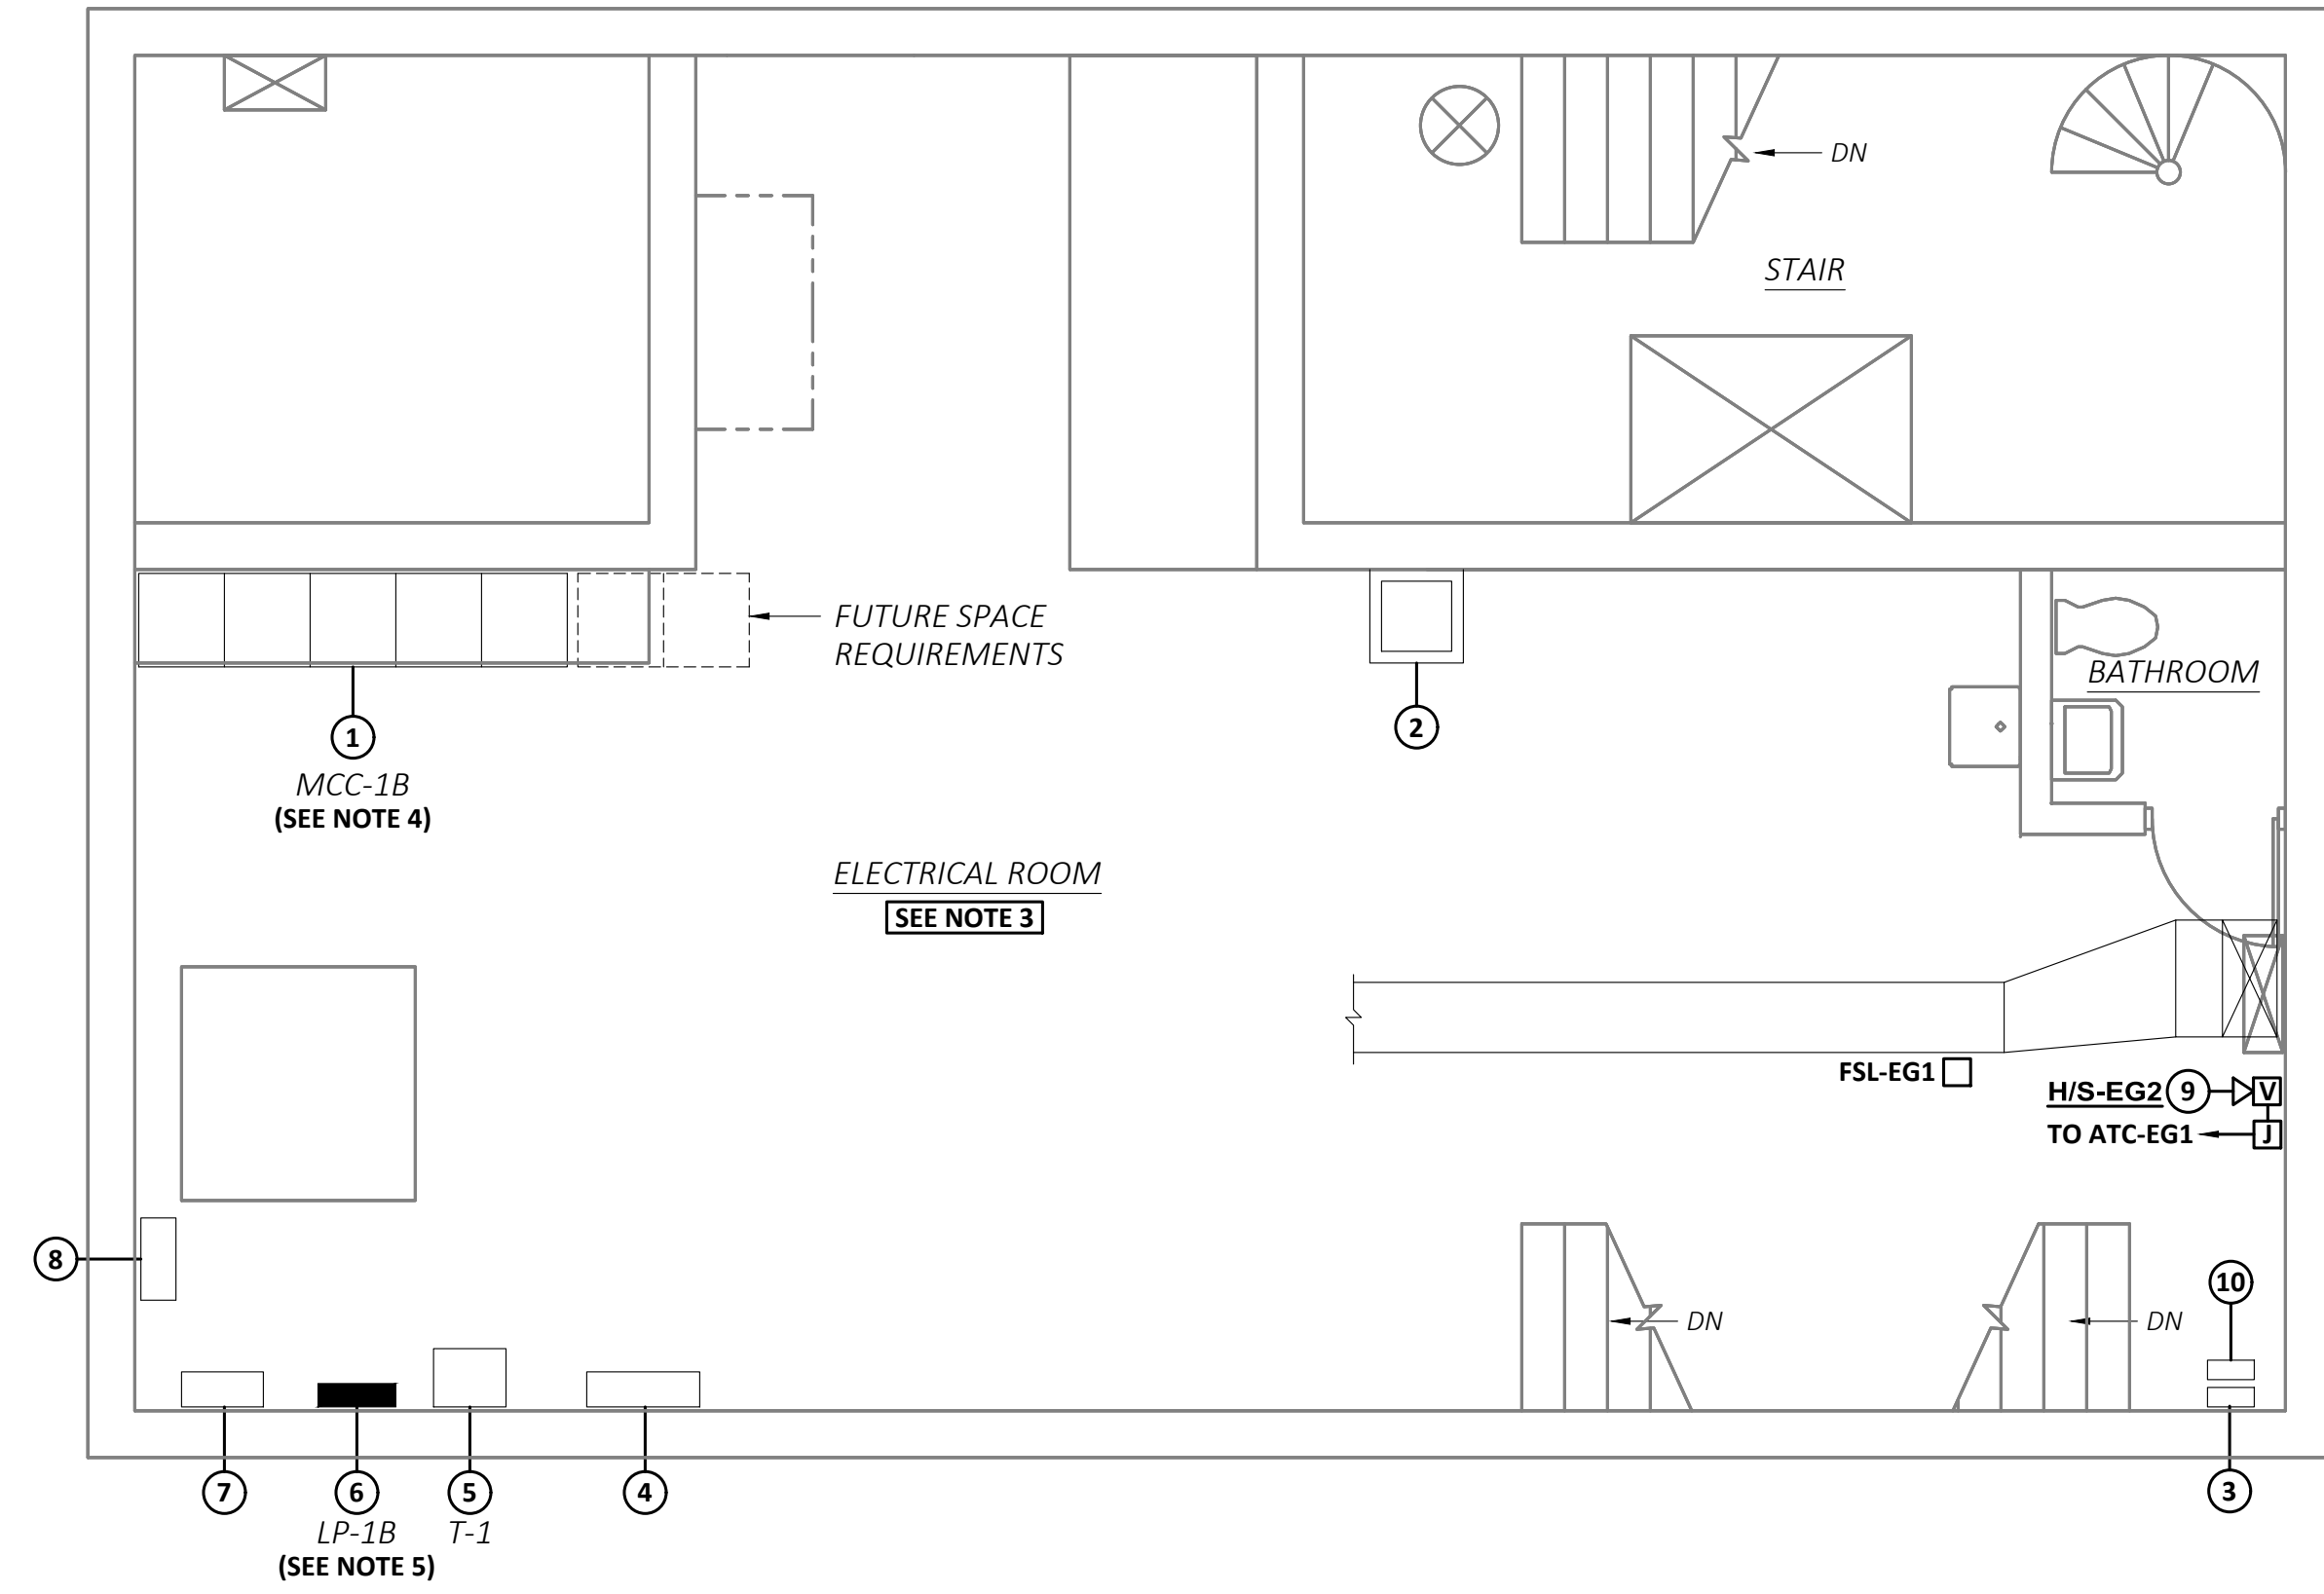 DN
STAIR
FUTURE SPACE
REQUIREMENTS
BATHROOM
1
2
MCC-1B
(SEE NOTE 4)
ELECTRICAL ROOM
SEE NOTE 3
FSL-EG1
H/S-EG2 9 V
TO ATC-EG1 J
8
10
DN
DN
7
6
5
4
3
LP-1B
T-1
(SEE NOTE 5)